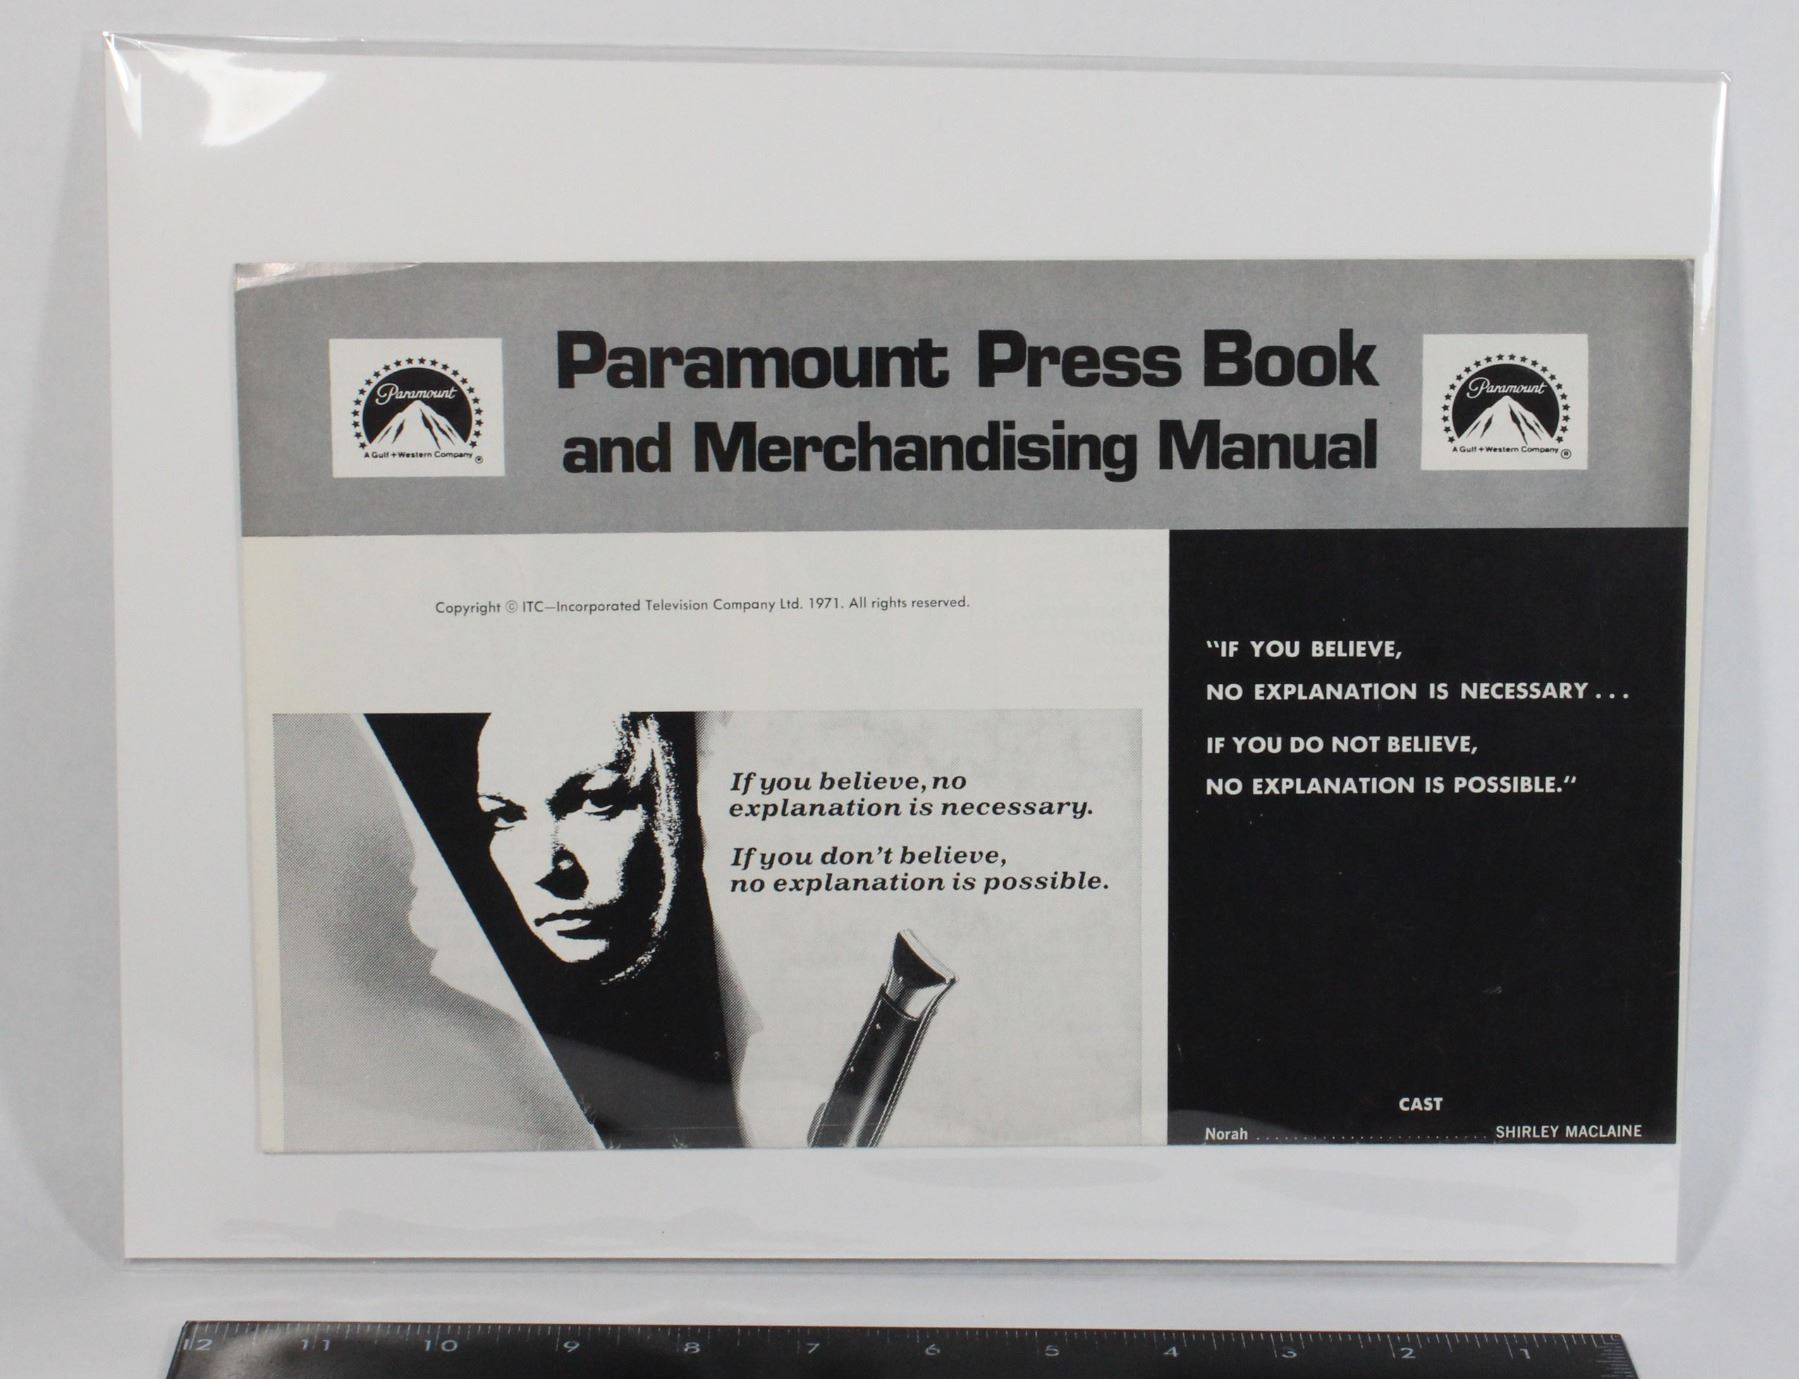 Paramount Press Book
and Merchandising Manual
Paramount
A Gulf+Western Company ®
Paramount
A Gulf+Western Company ®
Copyright © ITC—Incorporated Television Company Ltd. 1971. All rights reserved.
If you believe, no
explanation is necessary.
If you don't believe,
no explanation is possible.
"IF YOU BELIEVE,
NO EXPLANATION IS NECESSARY...
IF YOU DO NOT BELIEVE,
NO EXPLANATION IS POSSIBLE."
CAST
Norah ........................ SHIRLEY MACLAINE
12 11 10 9 8 7 6 5 4 3 2 1